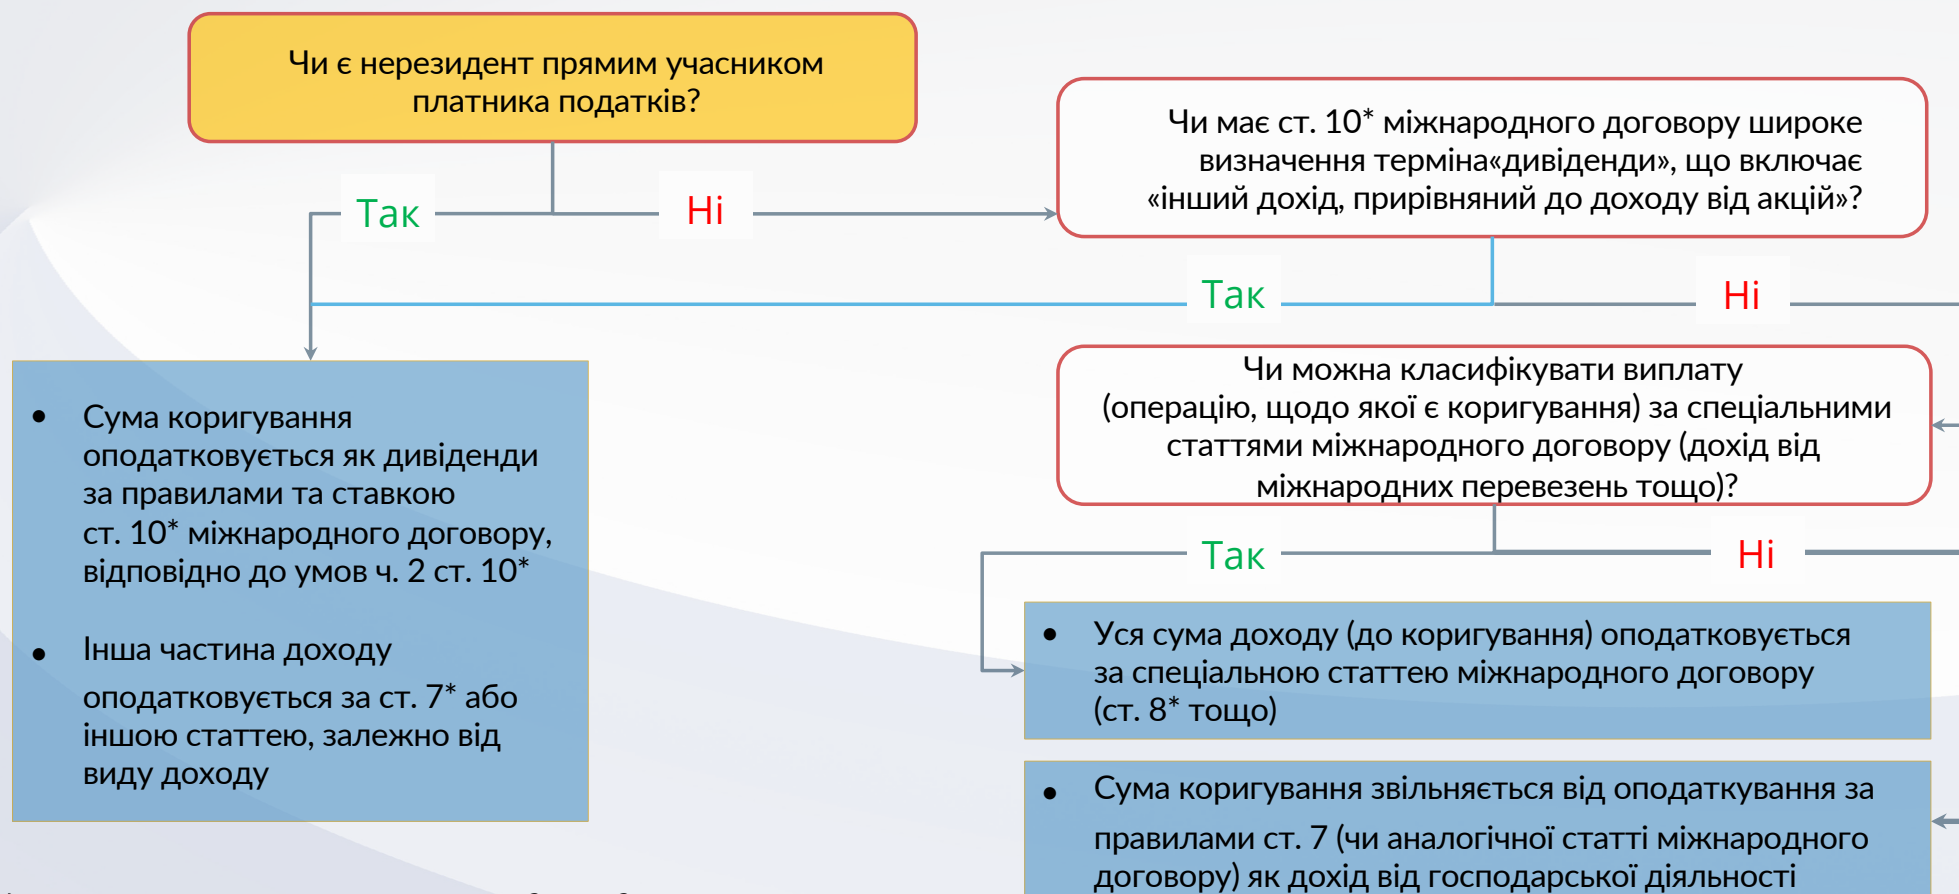 Чи є нерезидент прямим учасником
платника податків?
Так
Ні
Чи має ст. 10* міжнародного договору широке
визначення терміна«дивіденди», що включає
«інший дохід, прирівняний до доходу від акцій»?
Так
Ні
• Сума коригування
оподатковується як дивіденди
за правилами та ставкою
ст. 10* міжнародного договору,
відповідно до умов ч. 2 ст. 10*
• Інша частина доходу
оподатковується за ст. 7* або
іншою статтею, залежно від
виду доходу
Чи можна класифікувати виплату
(операцію, щодо якої є коригування) за спеціальними
статтями міжнародного договору (дохід від
міжнародних перевезень тощо)?
Так
Ні
• Уся сума доходу (до коригування) оподатковується
за спеціальною статтею міжнародного договору
(ст. 8* тощо)
• Сума коригування звільняється від оподаткування за
правилами ст. 7 (чи аналогічної статті міжнародного
договору) як дохід від господарської діяльності